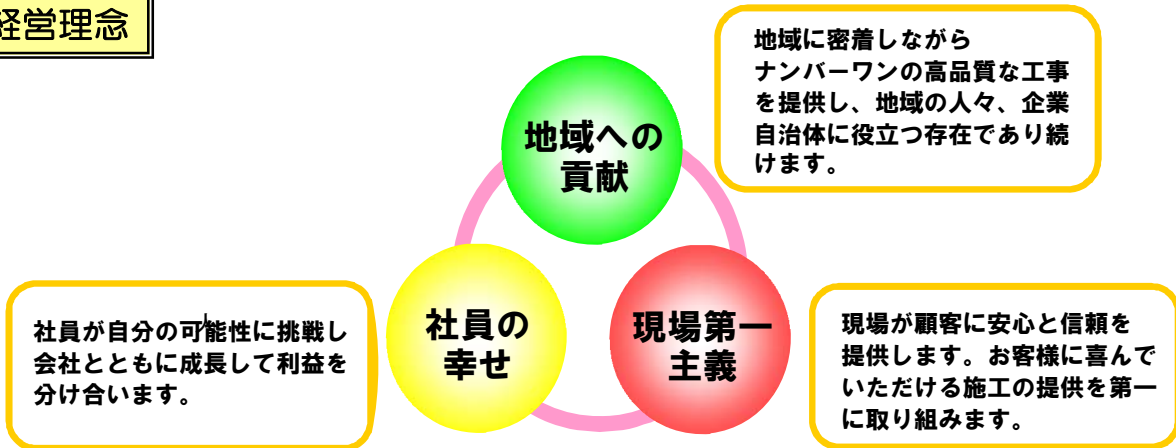 経営理念
地域に密着しながら
ナンバーワンの高品質な工事
を提供し、地域の人々、企業
自治体に役立つ存在であり続
けます。
地域への
貢献
社員の
幸せ
現場第一
主義
社員が自分の可能性に挑戦し
会社とともに成長して利益を
分け合います。
現場が顧客に安心と信頼を
提供します。お客様に喜んで
いただける施工の提供を第一
に取り組みます。